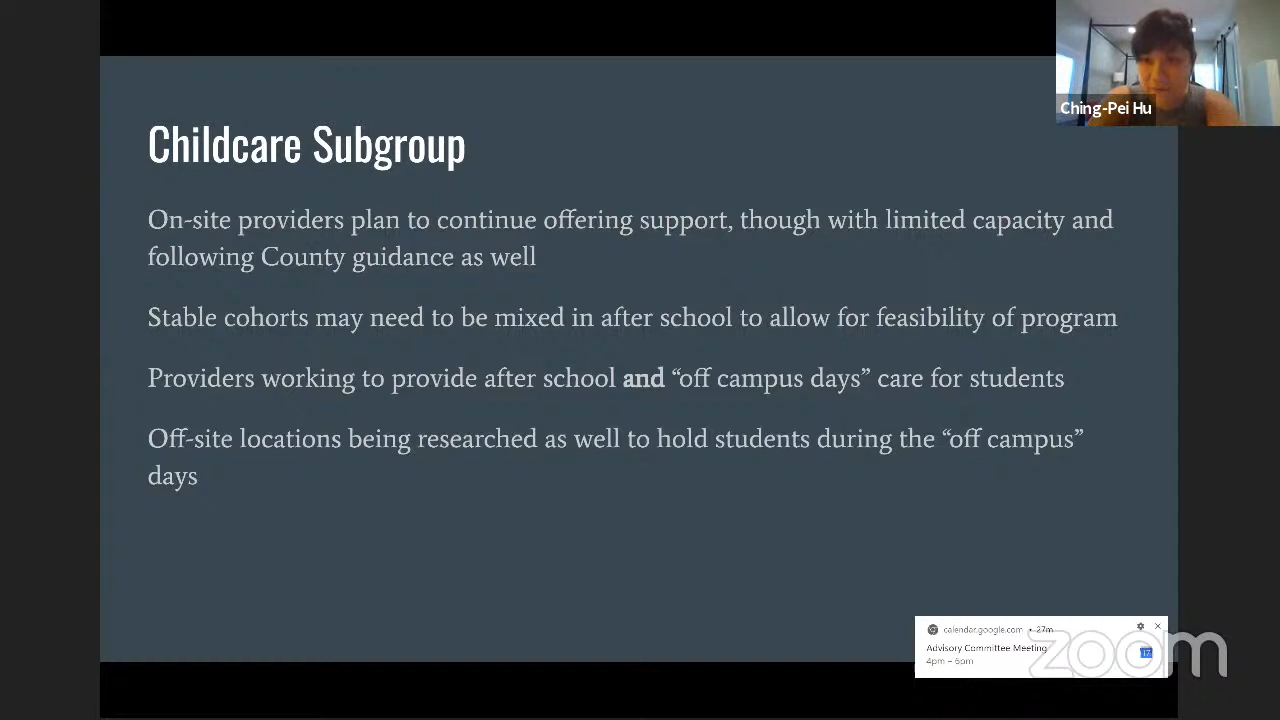 Ching-Pei Hu
Childcare Subgroup
On-site providers plan to continue offering support, though with limited capacity and
following County guidance as well
Stable cohorts may need to be mixed in after school to allow for feasibility of program
Providers working to provide after school and “off campus days” care for students
Off-site locations being researched as well to hold students during the “off campus”
days
calendar.google.com • 27m
Advisory Committee Meeting
4pm – 6pm
17
zoom